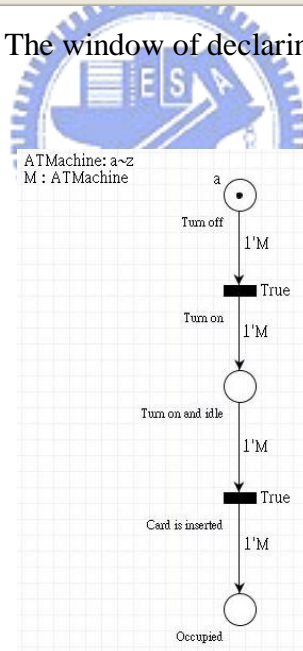 The window of declarin
E S
ATMachine: a~z
M : ATMachine
a
Turn off
1'M
True
Turn on
1'M
Turn on and idle
1'M
True
Card is inserted
1'M
Occupied